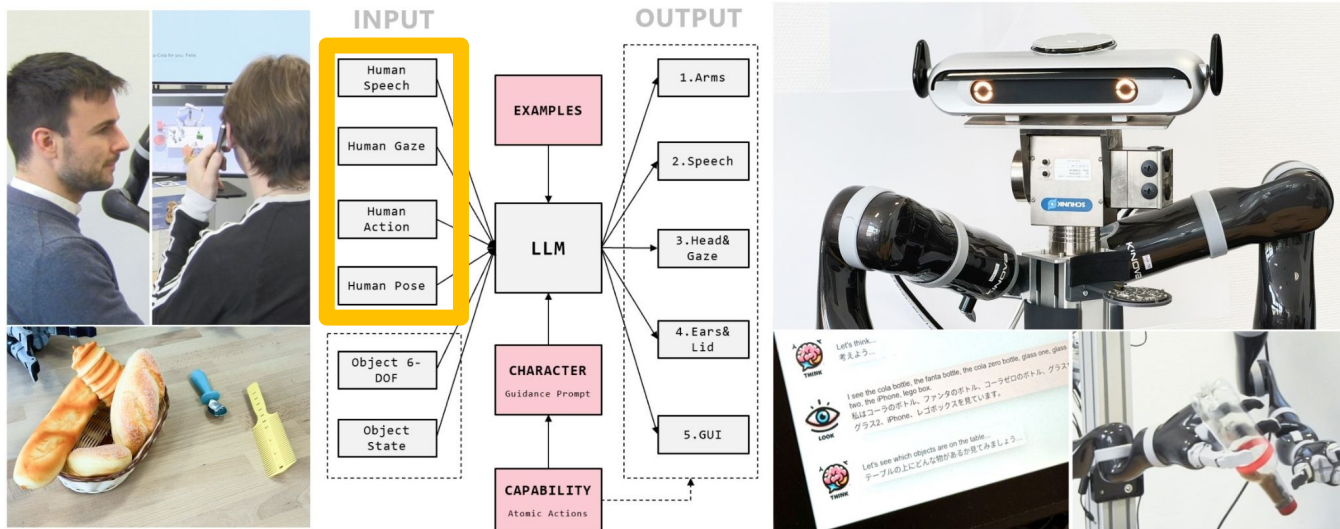 INPUT
OUTPUT
Human
Speech
Human Gaze
Human
Action
Human Pose
Object 6-
DOF
Object
State
EXAMPLES
LLM
CHARACTER
Guidance Prompt
CAPABILITY
Atomic Actions
1.Arms
2.Speech
3.Head&
Gaze
4.Ears&
Lid
5.GUI
SCHUNK
KINOVA
Let's think...
考えよう...
THINK
I see the cola bottle, the fanta bottle, the cola zero bottle, glass one, glass
two, the iPhone, lego box.
私はコーラのボトル、ファンタのボトル、コーラゼロのボトル、グラス
グラス2、iPhone、レゴボックスを見ています。
LOOK
Let's see which objects are on the table...
テーブルの上にどんな物があるか見てみましょう...
THINK